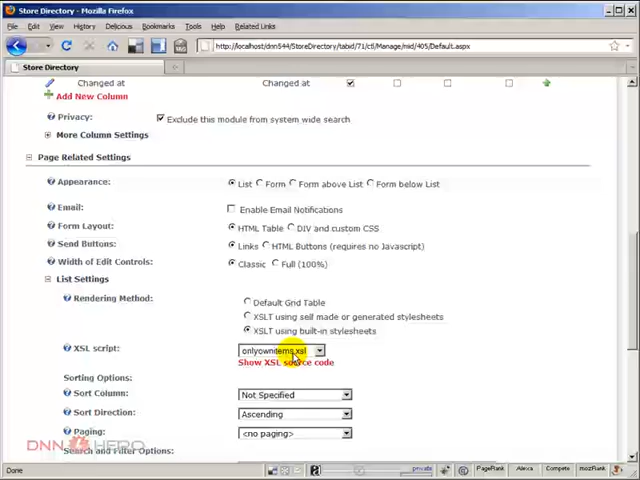 Store Directory - Mozilla Firefox
File Edit View History Delicious Bookmarks Tools Help Related Links
http://localhost/dnn544/StoreDirectory/tabid/71/ctl/Manage/mid/405/Default.aspx
Store Directory
Changed at Changed at
Add New Column
Privacy: Exclude this module from system wide search
More Column Settings
Page Related Settings
Appearance: List Form Form above List Form below List
Email: Enable Email Notifications
Form Layout: HTML Table DIV and custom CSS
Send Buttons: Links HTML Buttons (requires no Javascript)
Width of Edit Controls: Classic Full (100%)
List Settings
Rendering Method: Default Grid Table
XSLT using self made or generated stylesheets
XSLT using built-in stylesheets
XSL script: onlyownitems.xsl
Show XSL source code
Sorting Options:
Sort Column: Not Specified
Sort Direction: Ascending
Paging: <no paging>
DNN HERO
Search and Filter Options:
Done private PageRank Alexa Compete mozRank